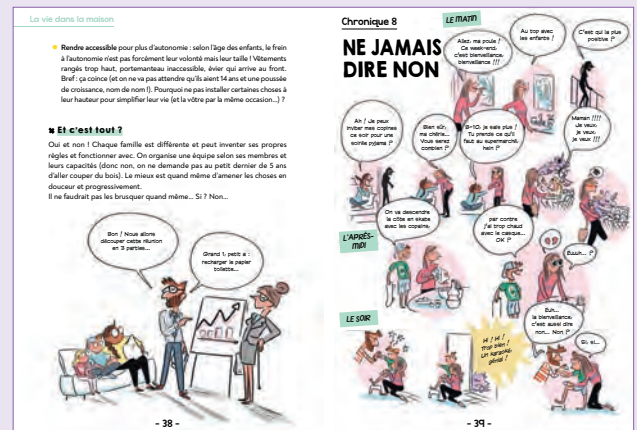 La vie dans la maison
Rendre accessible pour plus d'autonomie : selon l'âge des enfants, le frein
à l'autonomie n'est pas forcément leur volonté mais leur taille ! Vêtements
rangés trop haut, portemanteau inaccessible, évier qui arrive au front.
Bref : ça coince (et on ne va pas attendre qu'ils aient 14 ans et une poussée
de croissance, nom de nom !). Pourquoi ne pas installer certaines choses à
leur hauteur pour simplifier leur vie (et la vôtre par la même occasion...) ?
Et c'est tout ?
Oui et non ! Chaque famille est différente et peut inventer ses propres
règles et fonctionner avec. On organise une équipe selon ses membres et
leurs capacités (donc non, on ne demande pas au petit dernier de 5 ans
d'aller couper du bois). Le mieux est quand même d'amener les choses en
douceur et progressivement.
Il ne faudrait pas les brusquer quand même... Si ? Non...
Bon ! Nous allons
découper cette réunion
en 3 parties...
Grand 1, petit a :
recharger le papier
toilette...
- 38 -
Chronique 8
NE JAMAIS
DIRE NON
LE MATIN
Allez, ma poule !
Ce week-end,
c'est bienveillance,
bienveillance !!!
Au top avec
les enfants !
C'est qui la plus
positive ?
Ah ! Je peux
inviter mes copines
ce soir pour une
soirée pyjama ?
Bien sûr,
ma chérie...
Vous serez
combien ?
8-10, je sais plus !
Tu prends ce qu'il
faut au supermarché,
hein ?
Maman !!!!
Je veux,
je veux,
je veux !!!
L'APRÈS-
MIDI
On va descendre
la côte en skate
avec les copains,
par contre
j'ai trop chaud
avec le casque...
OK ?
Euuh... ?
LE SOIR
Hi ! Hi !
Trop bien !
Un karaoké,
génial !
Euh...
la bienveillance,
c'est aussi dire
non... Non ?
Si, si...
- 39 -